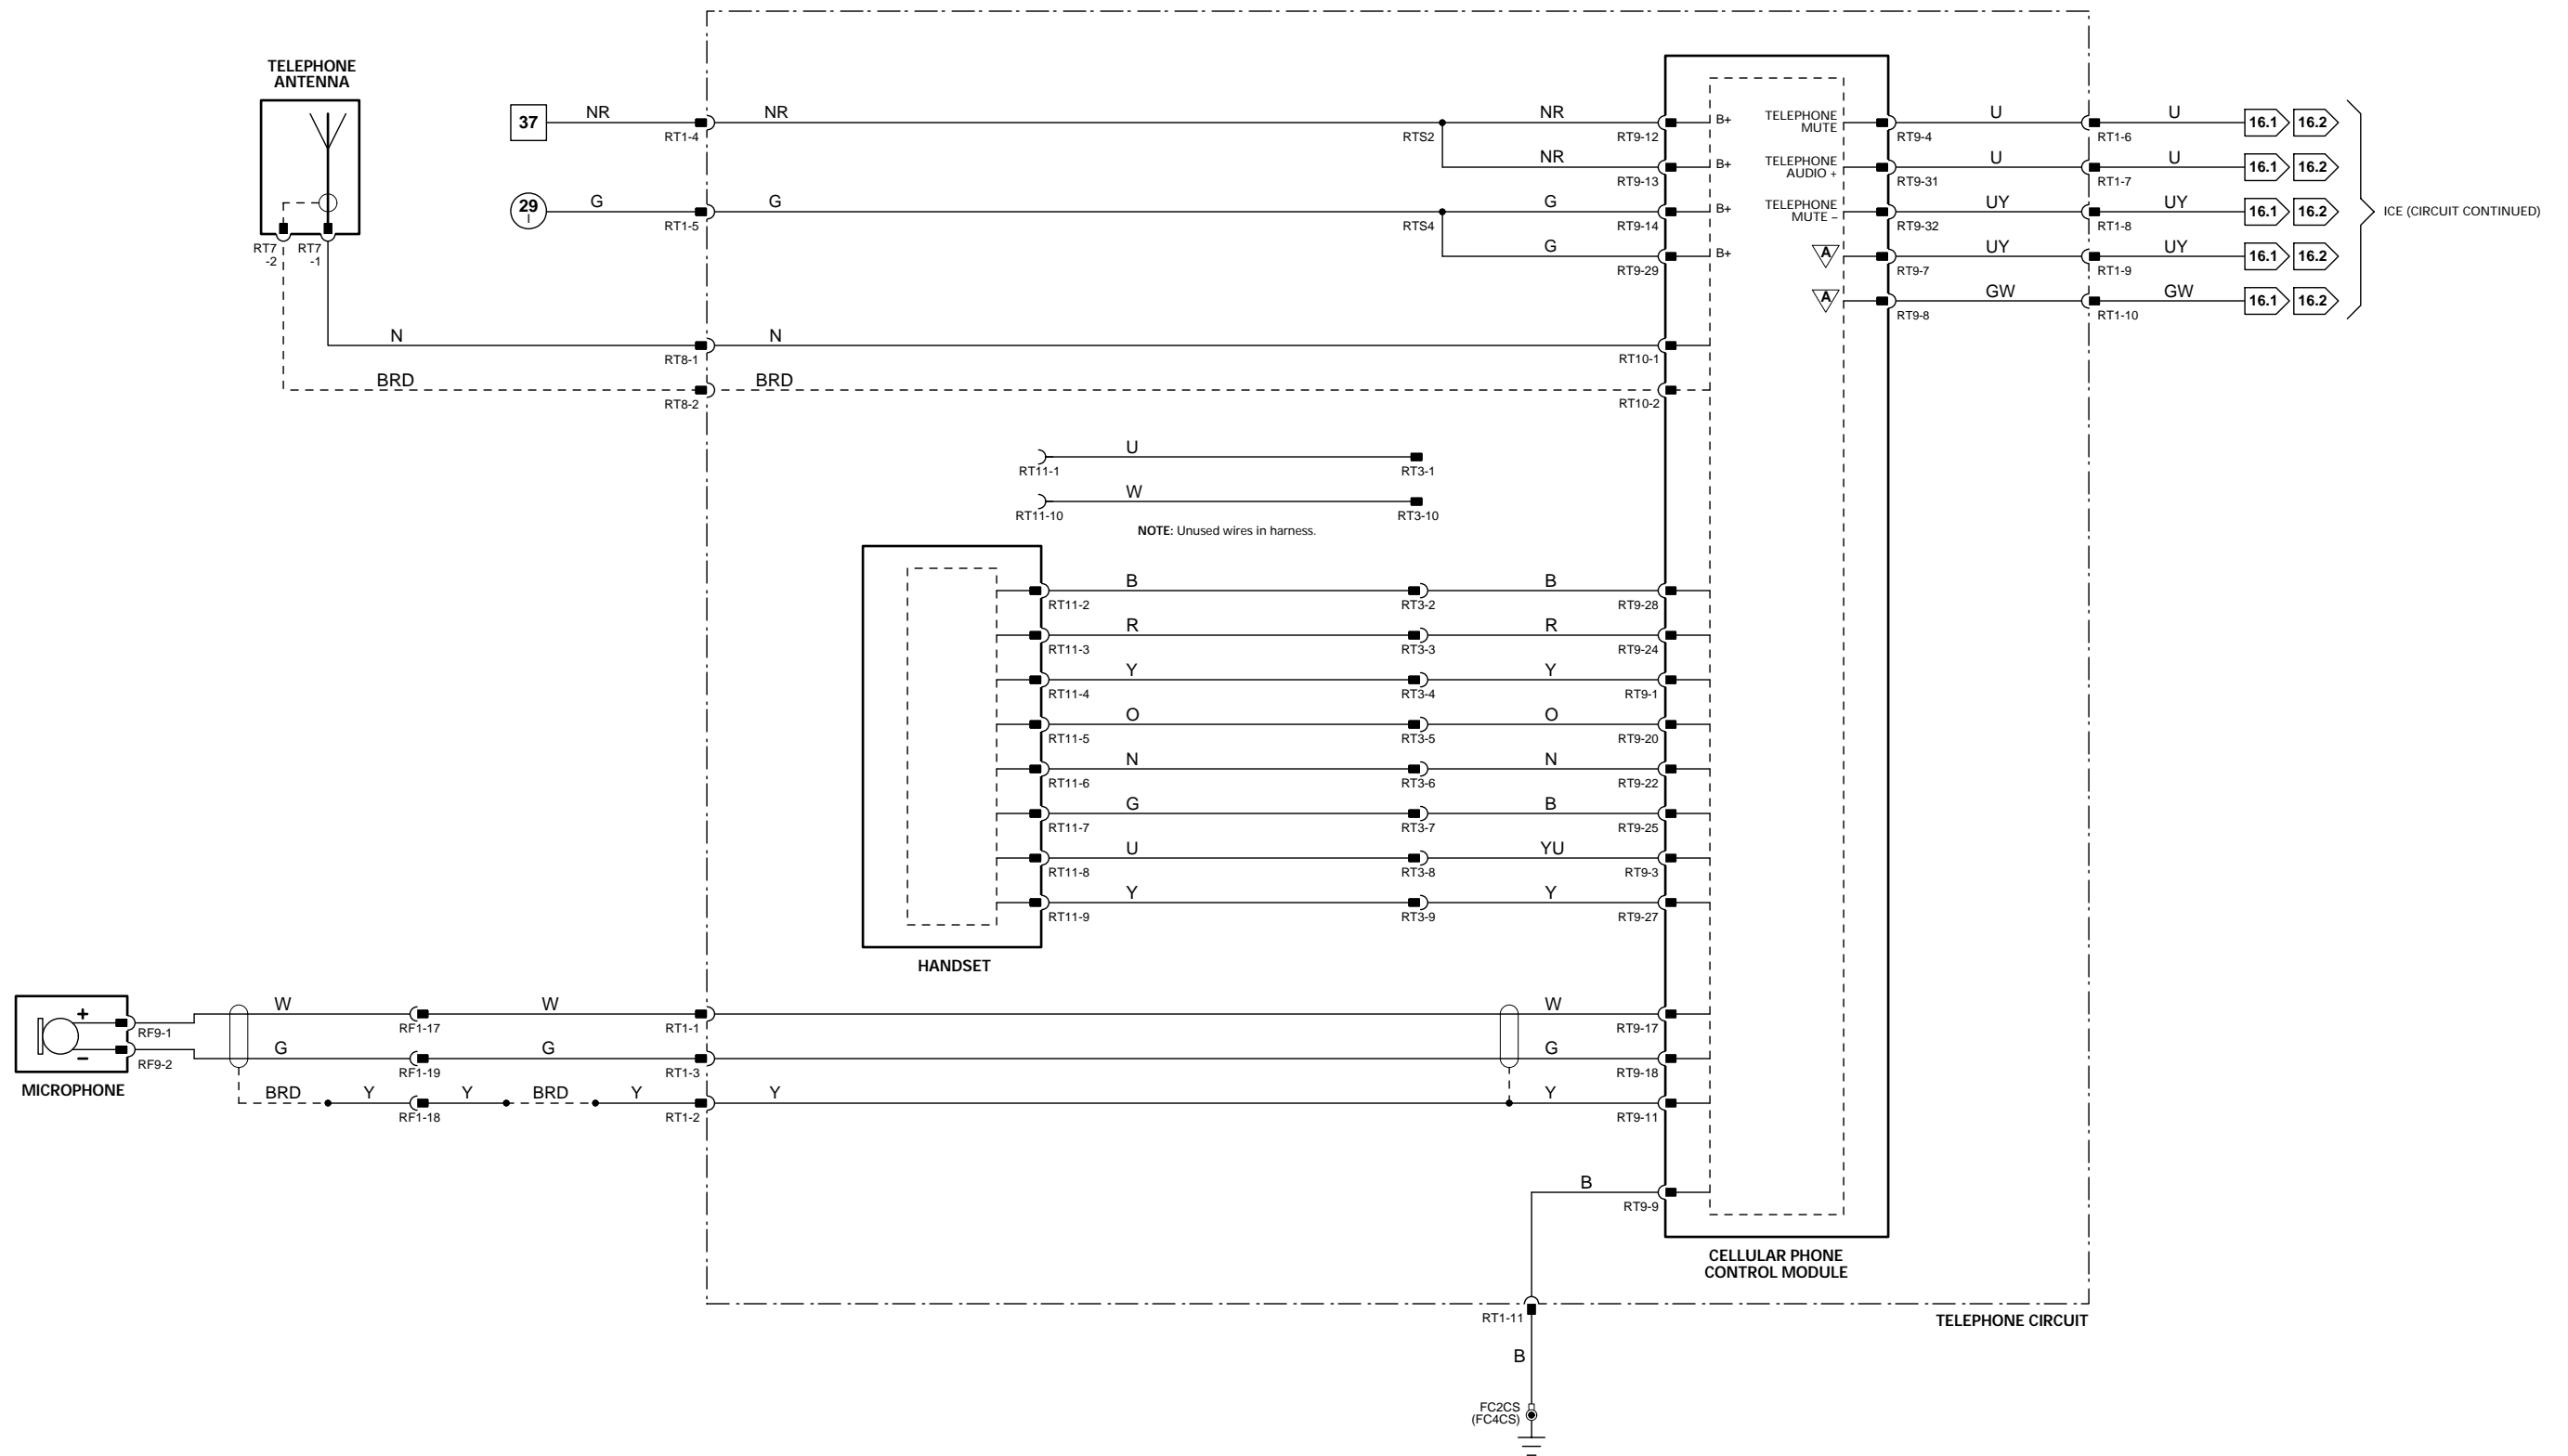 TELEPHONE
ANTENNA
RT7
-2
RT7
-1
37
NR
RT1-4
NR
RTS2
NR
RT9-12
B+
NR
RT9-13
B+
29
I
G
RT1-5
G
RTS4
G
RT9-14
B+
G
RT9-29
B+
TELEPHONE
MUTE
RT9-4
U
RT1-6
U
16.1
16.2
TELEPHONE
AUDIO +
RT9-31
U
RT1-7
U
16.1
16.2
TELEPHONE
MUTE –
RT9-32
UY
RT1-8
UY
16.1
16.2
A
RT9-7
UY
RT1-9
UY
16.1
16.2
A
RT9-8
GW
RT1-10
GW
16.1
16.2
ICE (CIRCUIT CONTINUED)
N
RT8-1
N
RT10-1
BRD
RT8-2
BRD
RT10-2
RT11-1
U
RT3-1
RT11-10
W
RT3-10
NOTE: Unused wires in harness.
RT11-2
B
RT3-2
B
RT9-28
RT11-3
R
RT3-3
R
RT9-24
RT11-4
Y
RT3-4
Y
RT9-1
RT11-5
O
RT3-5
O
RT9-20
RT11-6
N
RT3-6
N
RT9-22
RT11-7
G
RT3-7
B
RT9-25
RT11-8
U
RT3-8
YU
RT9-3
RT11-9
Y
RT3-9
Y
RT9-27
HANDSET
+
–
MICROPHONE
RF9-1
RF9-2
W
RF1-17
W
RT1-1
W
RT9-17
G
RF1-19
G
RT1-3
G
RT9-18
BRD
Y
RF1-18
Y
BRD
Y
RT1-2
Y
Y
RT9-11
B
RT9-9
CELLULAR PHONE
CONTROL MODULE
RT1-11
TELEPHONE CIRCUIT
B
FC2CS
(FC4CS)